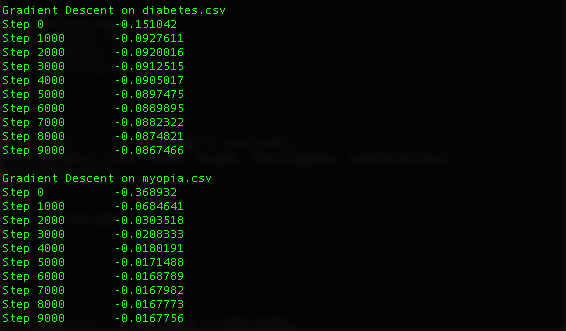 Gradient Descent on diabetes.csv
Step 0 -0.151042
Step 1000 -0.0927611
Step 2000 -0.0920016
Step 3000 -0.0912515
Step 4000 -0.0905017
Step 5000 -0.0897475
Step 6000 -0.0889895
Step 7000 -0.0882322
Step 8000 -0.0874821
Step 9000 -0.0867466
Gradient Descent on myopia.csv
Step 0 -0.368932
Step 1000 -0.0684641
Step 2000 -0.0303518
Step 3000 -0.0208333
Step 4000 -0.0180191
Step 5000 -0.0171488
Step 6000 -0.0168789
Step 7000 -0.0167982
Step 8000 -0.0167773
Step 9000 -0.0167756